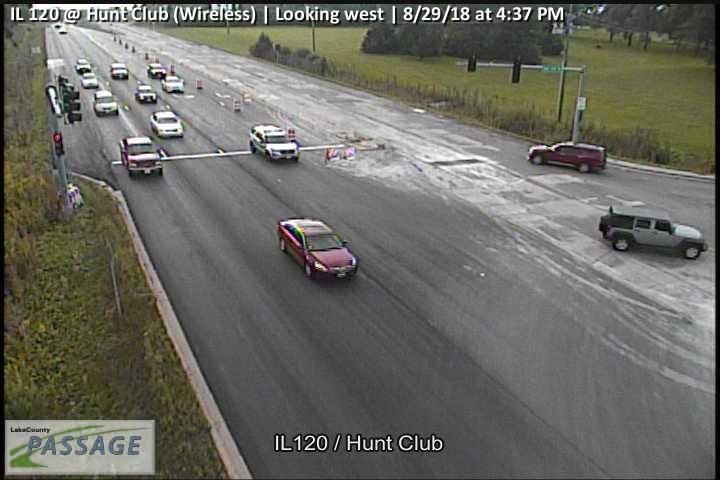 IL 120 @ Hunt Club (Wireless) | Looking west | 8/29/18 at 4:37 PM
LakeCounty
PASSAGE
IL120 / Hunt Club